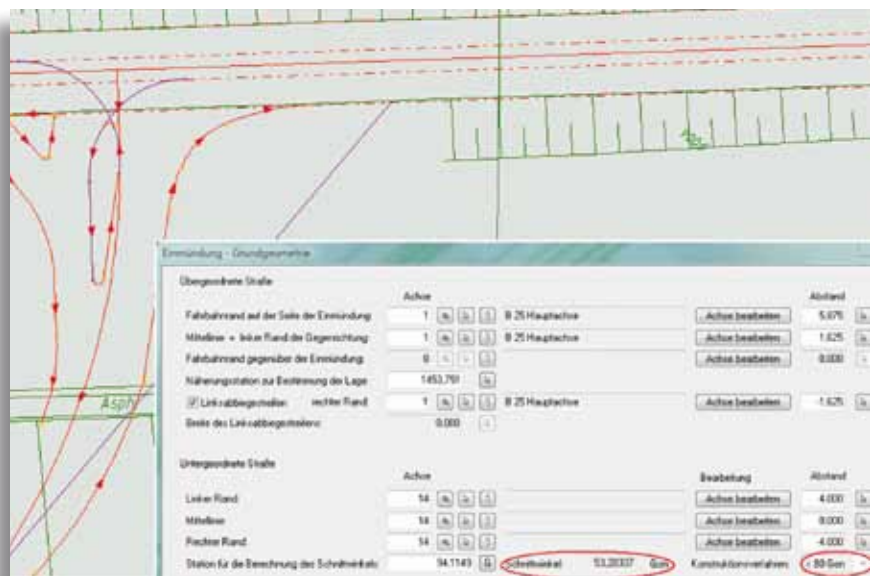 Asph
Einmündung - Grundgeometrie
Übergeordnete Straße
Achse Abstand
Fahrbahnrand auf der Seite der Einmündung: 1 B 25 Hauptachse Achse bearbeiten 5.875
Mittellinie = linker Rand der Gegenrichtung: 1 B 25 Hauptachse Achse bearbeiten 1.625
Fahrbahnrand gegenüber der Einmündung: 0 Achse bearbeiten 0.000
Näherungsstation zur Bestimmung der Lage: 1453,791
Linksabbiegestreifen: rechter Rand: 1 B 25 Hauptachse Achse bearbeiten -1.625
Breite des Linksabbiegestreifens: 0.000
Untergeordnete Straße
Achse Bearbeitung Abstand
Linker Rand: 14 Achse bearbeiten 4.000
Mittellinie: 14 Achse bearbeiten 0.000
Rechter Rand: 14 Achse bearbeiten -4.000
Station für die Berechnung des Schnittwinkels: 94.1149 Schnittwinkel Gon Konstruktionsverfahren: < 80 Gon